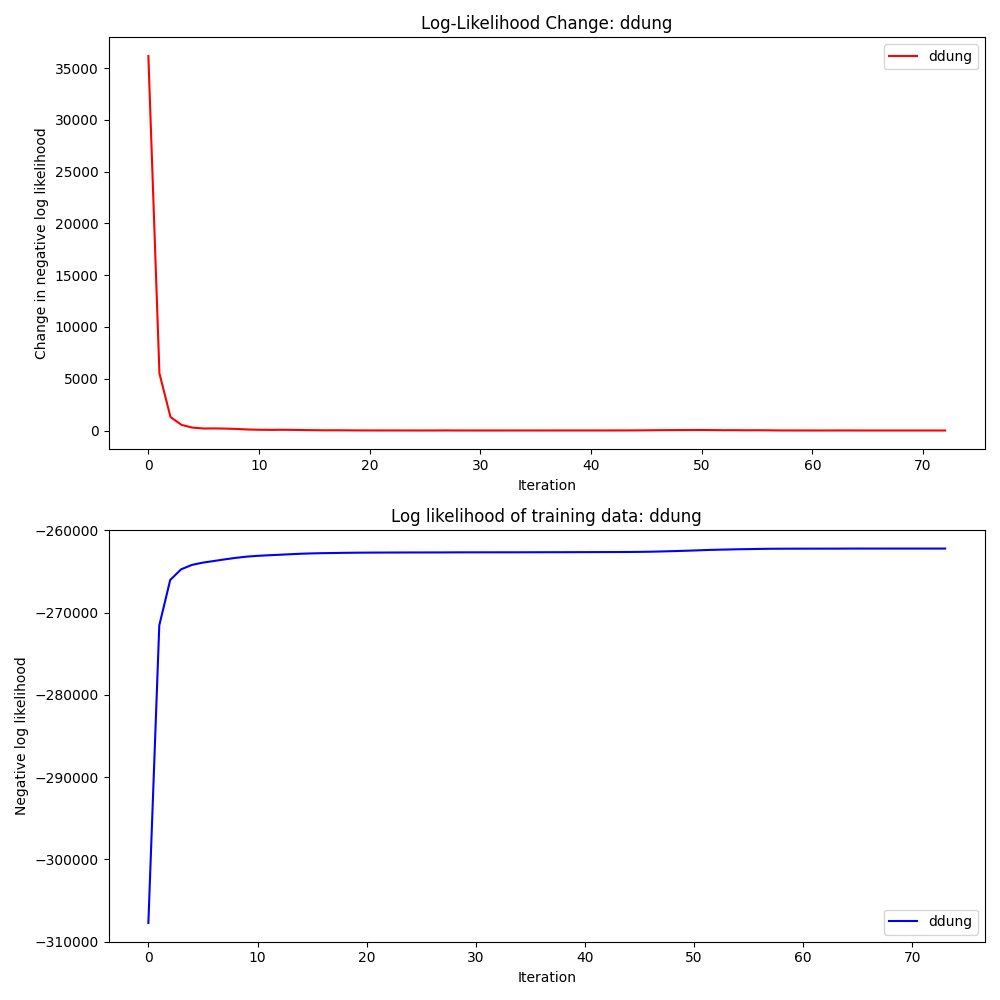 Log-Likelihood Change: ddung
ddung
Change in negative log likelihood
35000
30000
25000
20000
15000
10000
5000
0
0 10 20 30 40 50 60 70
Iteration
Log likelihood of training data: ddung
Negative log likelihood
−260000
−270000
−280000
−290000
−300000
−310000
ddung
0 10 20 30 40 50 60 70
Iteration